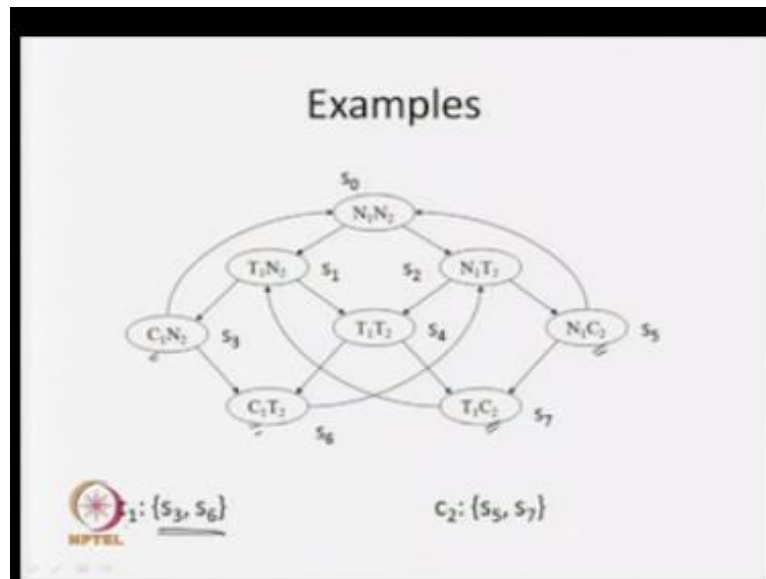 Examples
S₀
N₁N₂
T₁N₂ S₁ S₂ N₁T₂
C₁N₂ S₃ T₁T₂ S₄ N₁C₂ S₅
C₁T₂ S₆ T₁C₂ S₇
c₁: {s₃, s₆} c₂: {s₅, s₇}
NPTEL